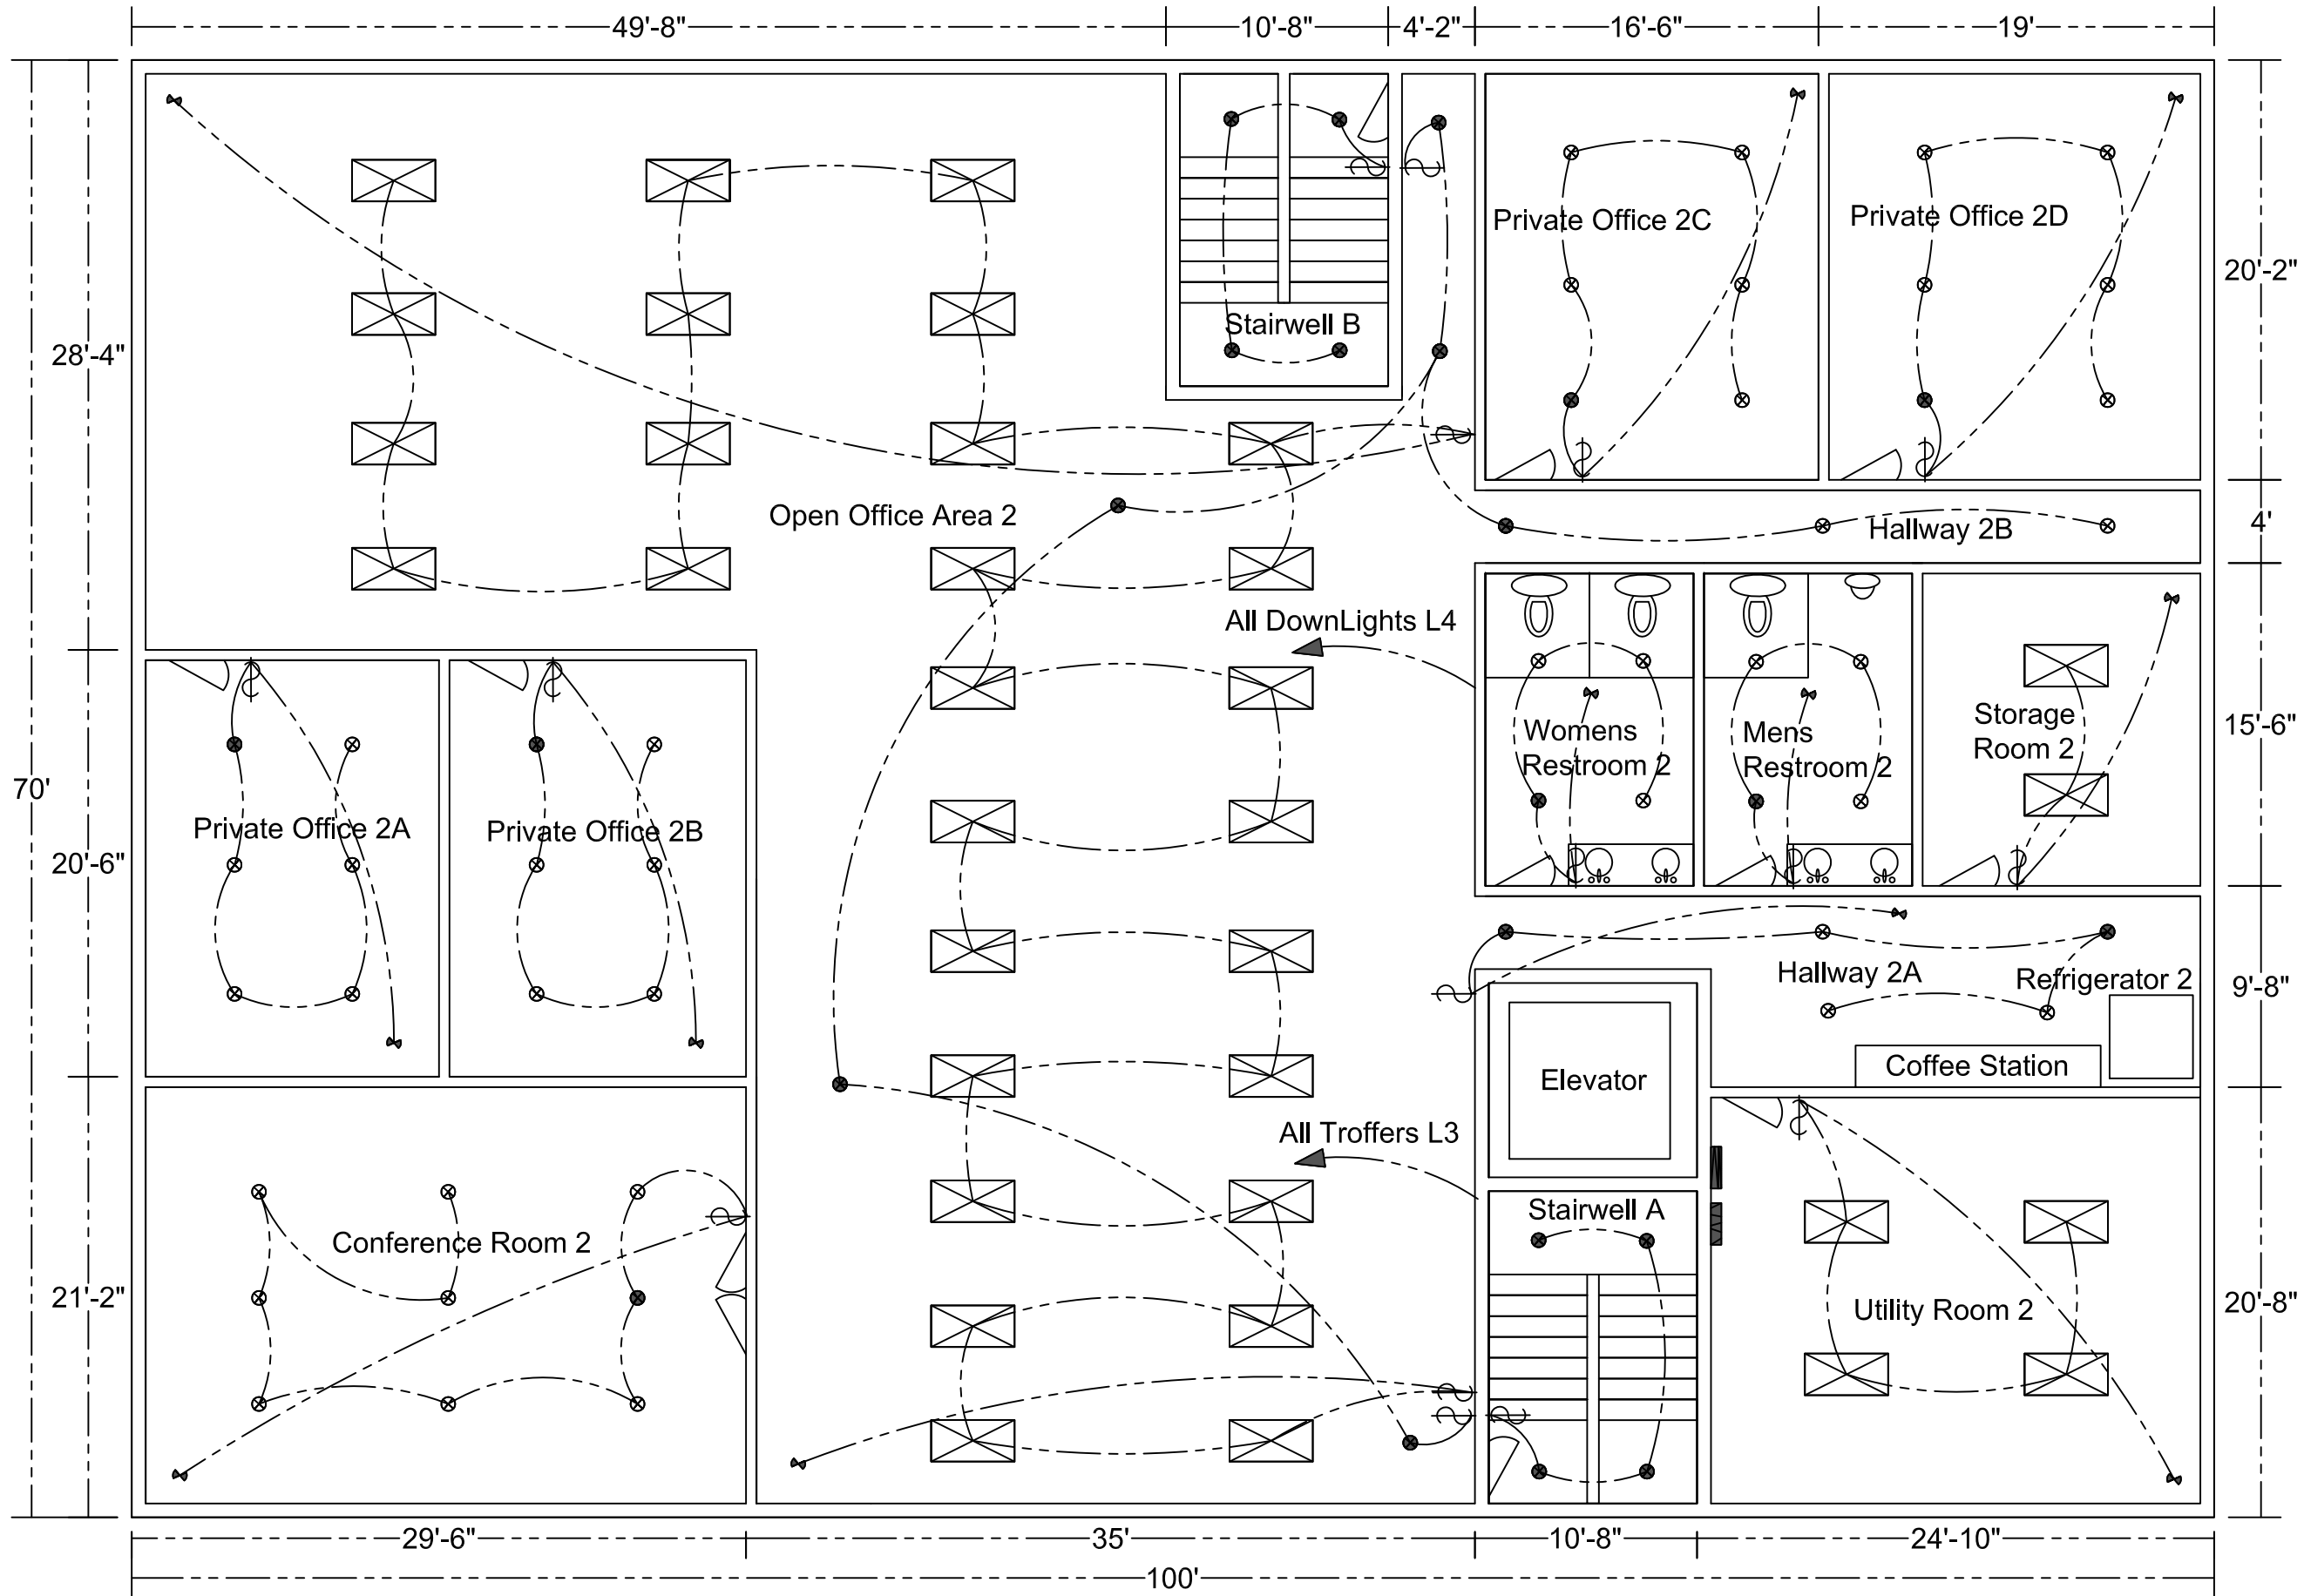 49'-8"
10'-8"
4'-2"
16'-6"
19'
Private Office 2C
Private Office 2D
20'-2"
28'-4"
Stairwell B
Open Office Area 2
Hallway 2B
4'
All DownLights L4
Womens
Restroom 2
Mens
Restroom 2
Storage
Room 2
15'-6"
70'
Private Office 2A
Private Office 2B
20'-6"
Hallway 2A
Refrigerator 2
9'-8"
Coffee Station
Elevator
All Troffers L3
Stairwell A
Conference Room 2
21'-2"
Utility Room 2
20'-8"
29'-6"
35'
10'-8"
24'-10"
100'